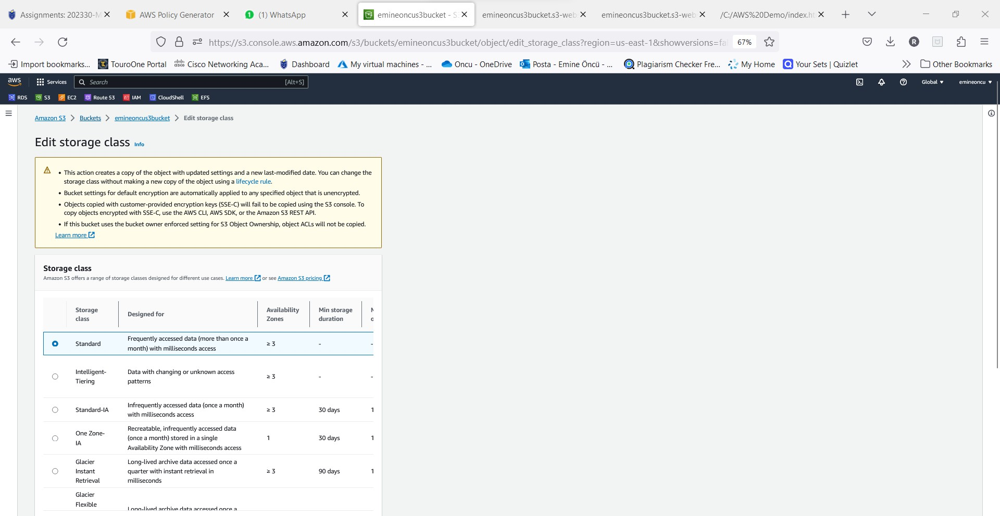 Assignments: 202330-M
AWS Policy Generator
1
(1) WhatsApp
emineoncus3bucket - S3
emineoncus3bucket.s3-web
emineoncus3bucket.s3-web
/C:/AWS%20Demo/index.ht
https://s3.console.aws.amazon.com/s3/buckets/emineoncus3bucket/object/edit_storage_class?region=us-east-1&showversions=fal
67%
R
Import bookmarks...
TouroOne Portal
Cisco Networking Aca...
Dashboard
My virtual machines - ...
Oncu - OneDrive
Posta - Emine Öncü - ...
Plagiarism Checker Fre...
My Home
Your Sets | Quizlet
Other Bookmarks
aws
Services
Search
[Alt+S]
Global
emineoncu
RDS
S3
EC2
Route 53
IAM
CloudShell
EFS
Amazon S3 > Buckets > emineoncus3bucket > Edit storage class
Edit storage class Info
• This action creates a copy of the object with updated settings and a new last-modified date. You can change the
storage class without making a new copy of the object using a lifecycle rule.
• Bucket settings for default encryption are automatically applied to any specified object that is unencrypted.
• Objects copied with customer-provided encryption keys (SSE-C) will fail to be copied using the S3 console. To
copy objects encrypted with SSE-C, use the AWS CLI, AWS SDK, or the Amazon S3 REST API.
• If this bucket uses the bucket owner enforced setting for S3 Object Ownership, object ACLs will not be copied.
Learn more
Storage class
Amazon S3 offers a range of storage classes designed for different use cases. Learn more or see Amazon S3 pricing
Storage
class
Designed for
Availability
Zones
Min storage
duration
Standard
Frequently accessed data (more than once a
month) with milliseconds access
≥ 3
-
-
Intelligent-
Tiering
Data with changing or unknown access
patterns
≥ 3
-
-
Standard-IA
Infrequently accessed data (once a month)
with milliseconds access
≥ 3
30 days
1
One Zone-
IA
Recreatable, infrequently accessed data
(once a month) stored in a single
Availability Zone with milliseconds access
1
30 days
1
Glacier
Instant
Retrieval
Long-lived archive data accessed once a
quarter with instant retrieval in
milliseconds
≥ 3
90 days
1
Glacier
Flexible
Long-lived archive data accessed once a